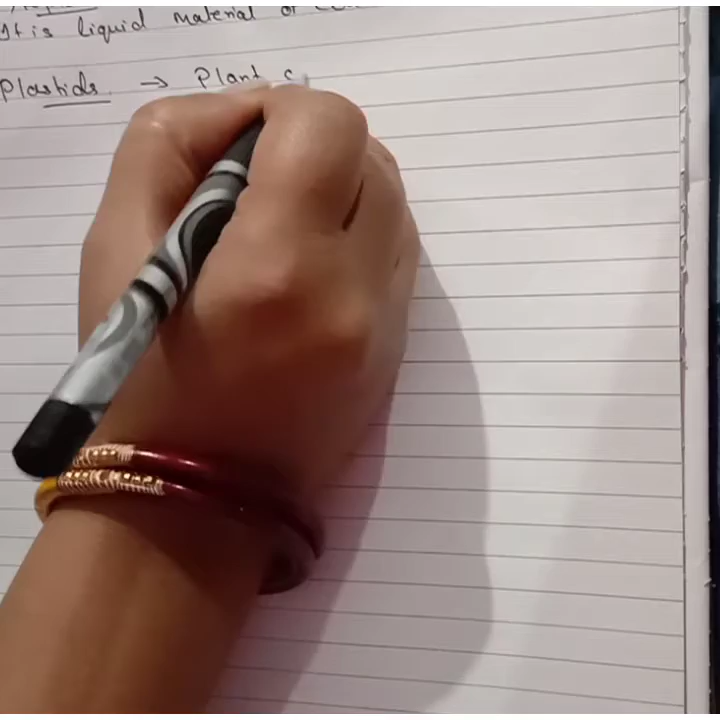 It is liquid material of
Plastids → Plant c